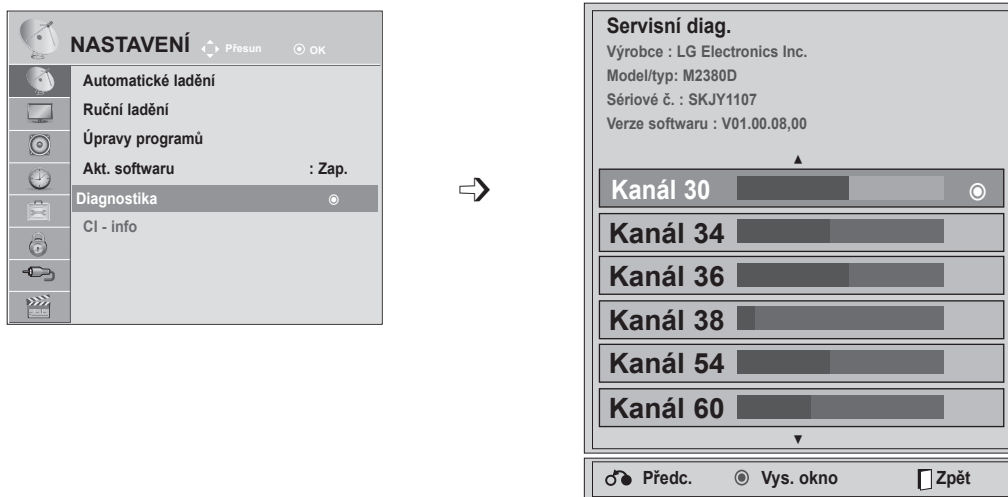 NASTAVENÍ
Přesun
OK
Automatické ladění
Ruční ladění
Úpravy programů
Akt. softwaru : Zap.
Diagnostika
CI - info
Servisní diag.
Výrobce : LG Electronics Inc.
Model/typ: M2380D
Sériové č. : SKJY1107
Verze softwaru : V01.00.08,00
Kanál 30
Kanál 34
Kanál 36
Kanál 38
Kanál 54
Kanál 60
Předc.
Vys. okno
Zpět